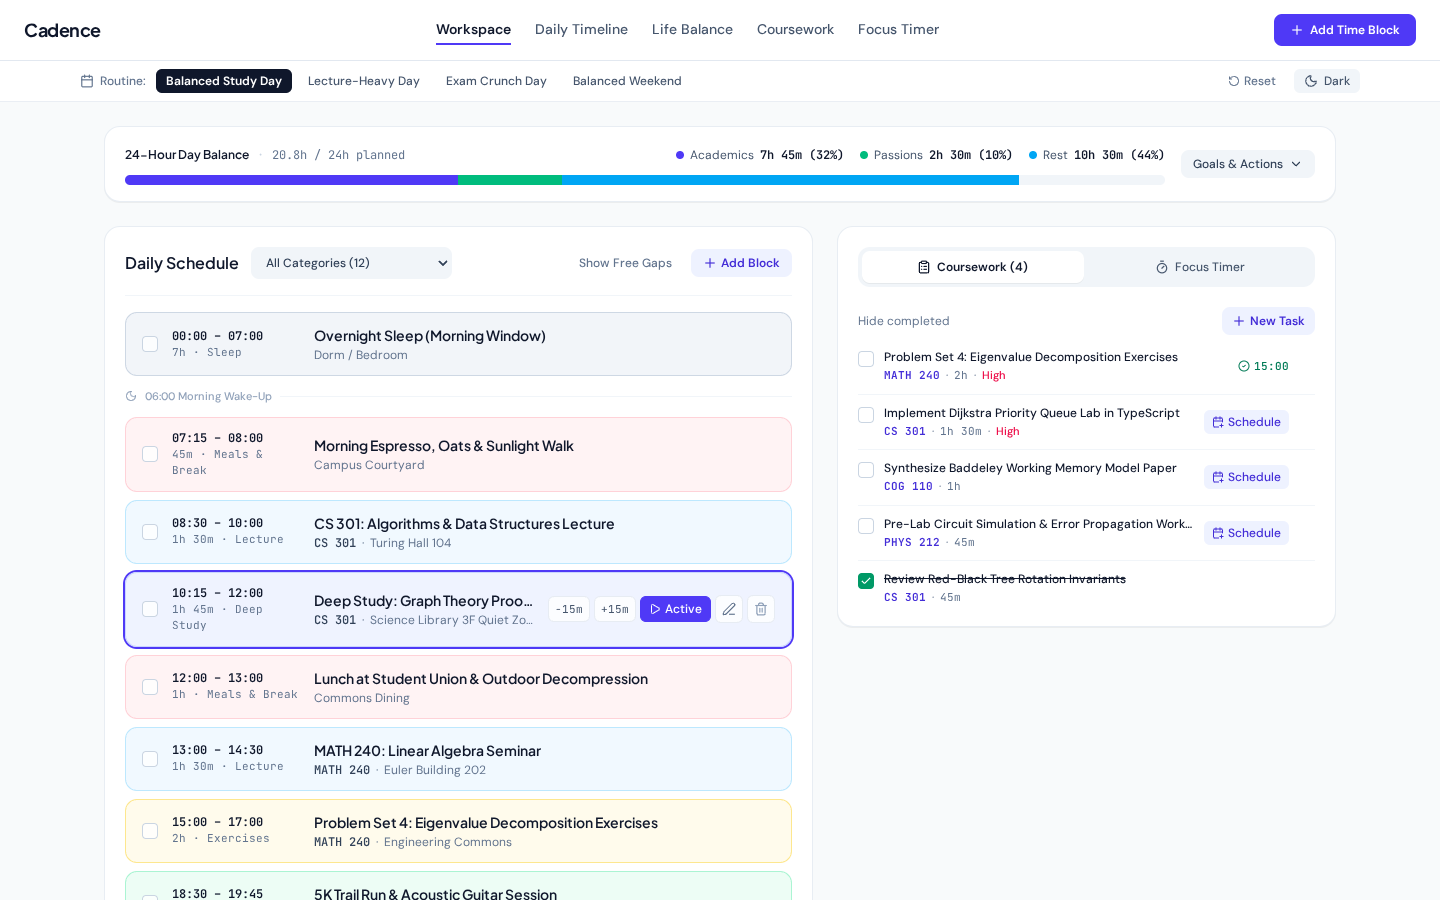 Cadence
Workspace
Daily Timeline
Life Balance
Coursework
Focus Timer
Add Time Block
Routine:
Balanced Study Day
Lecture-Heavy Day
Exam Crunch Day
Balanced Weekend
Reset
Dark
24-Hour Day Balance · 20.8h / 24h planned
Academics 7h 45m (32%)
Passions 2h 30m (10%)
Rest 10h 30m (44%)
Goals & Actions
Daily Schedule
All Categories (12)
Show Free Gaps
Add Block
00:00 – 07:00
7h · Sleep
Overnight Sleep (Morning Window)
Dorm / Bedroom
06:00 Morning Wake-Up
07:15 – 08:00
45m · Meals &
Break
Morning Espresso, Oats & Sunlight Walk
Campus Courtyard
08:30 – 10:00
1h 30m · Lecture
CS 301: Algorithms & Data Structures Lecture
CS 301 · Turing Hall 104
10:15 – 12:00
1h 45m · Deep
Study
Deep Study: Graph Theory Proo...
CS 301 · Science Library 3F Quiet Zo...
-15m
+15m
Active
12:00 – 13:00
1h · Meals & Break
Lunch at Student Union & Outdoor Decompression
Commons Dining
13:00 – 14:30
1h 30m · Lecture
MATH 240: Linear Algebra Seminar
MATH 240 · Euler Building 202
15:00 – 17:00
2h · Exercises
Problem Set 4: Eigenvalue Decomposition Exercises
MATH 240 · Engineering Commons
18:30 – 19:45
5K Trail Run & Acoustic Guitar Session
Coursework (4)
Focus Timer
Hide completed
New Task
Problem Set 4: Eigenvalue Decomposition Exercises
MATH 240 · 2h · High
15:00
Implement Dijkstra Priority Queue Lab in TypeScript
CS 301 · 1h 30m · High
Schedule
Synthesize Baddeley Working Memory Model Paper
COG 110 · 1h
Schedule
Pre-Lab Circuit Simulation & Error Propagation Work...
PHYS 212 · 45m
Schedule
Review Red-Black Tree Rotation Invariants
CS 301 · 45m